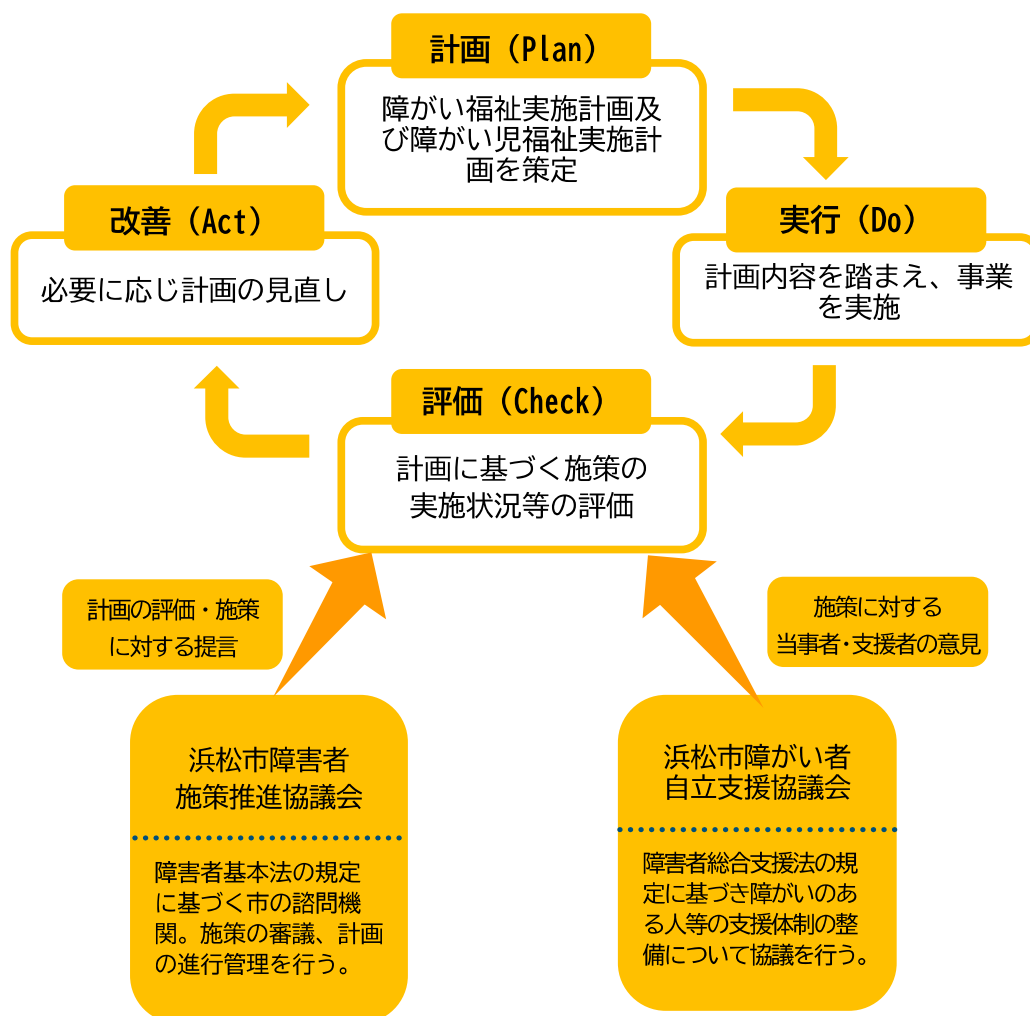 計画（Plan）
障がい福祉実施計画及
び障がい児福祉実施計
画を策定
改善（Act）
必要に応じ計画の見直し
実行（Do）
計画内容を踏まえ、事業
を実施
評価（Check）
計画に基づく施策の
実施状況等の評価
計画の評価・施策
に対する提言
施策に対する
当事者・支援者の意見
浜松市障害者
施策推進協議会
障害者基本法の規定
に基づく市の諮問機
関。施策の審議、計画
の進行管理を行う。
浜松市障がい者
自立支援協議会
障害者総合支援法の規
定に基づき障がいのあ
る人等の支援体制の整
備について協議を行う。